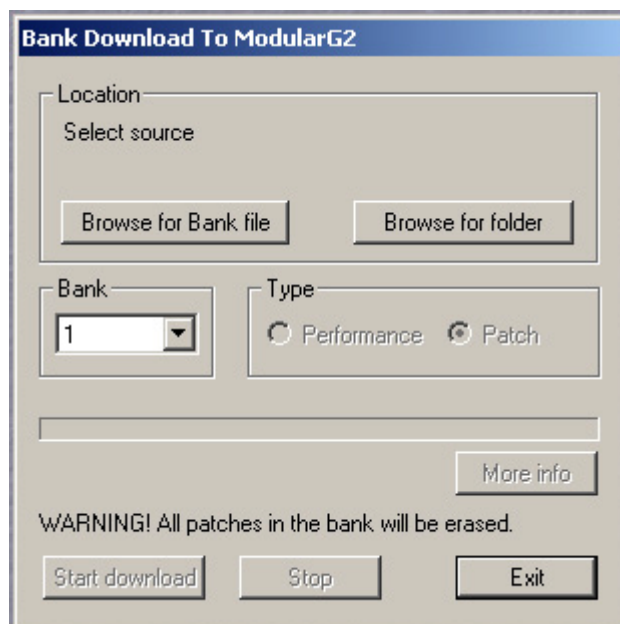 Bank Download To ModularG2
Location
Select source
Browse for Bank file Browse for folder
Bank Type
1 Performance Patch
More info
WARNING! All patches in the bank will be erased.
Start download Stop Exit